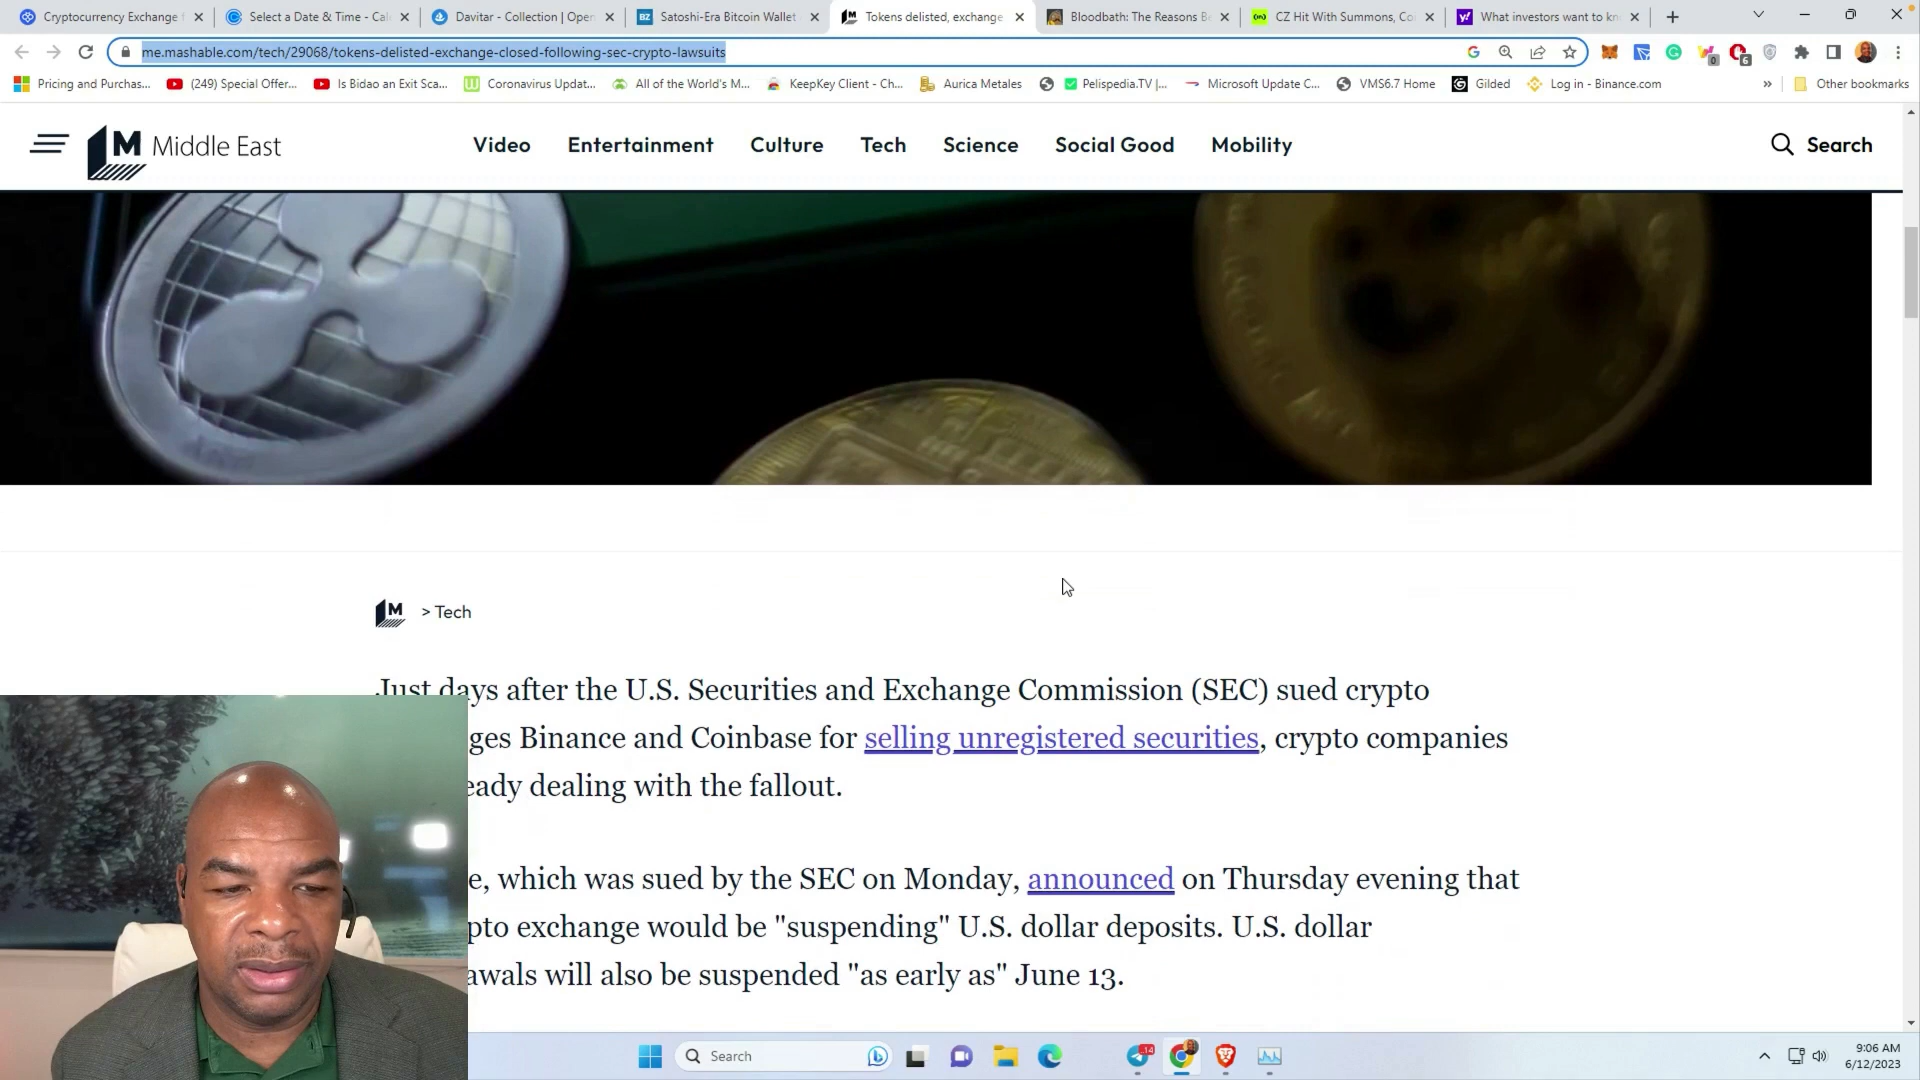 Cryptocurrency Exchange f
Select a Date & Time - Cal
Davitar - Collection | Open
Satoshi-Era Bitcoin Wallet
Tokens delisted, exchange
Bloodbath: The Reasons Be
CZ Hit With Summons, Co
What investors want to kn
me.mashable.com/tech/29068/tokens-delisted-exchange-closed-following-sec-crypto-lawsuits
Pricing and Purchas...
(249) Special Offer...
Is Bidao an Exit Sca...
Coronavirus Updat...
All of the World's M...
KeepKey Client - Ch...
Aurica Metales
Pelispedia.TV |...
Microsoft Update C...
VMS6.7 Home
Gilded
Log in - Binance.com
Other bookmarks
M Middle East
Video
Entertainment
Culture
Tech
Science
Social Good
Mobility
Search
M > Tech
Just days after the U.S. Securities and Exchange Commission (SEC) sued crypto
ges Binance and Coinbase for selling unregistered securities, crypto companies
eady dealing with the fallout.
e, which was sued by the SEC on Monday, announced on Thursday evening that
pto exchange would be "suspending" U.S. dollar deposits. U.S. dollar
awals will also be suspended "as early as" June 13.
Search
9:06 AM
6/12/2023